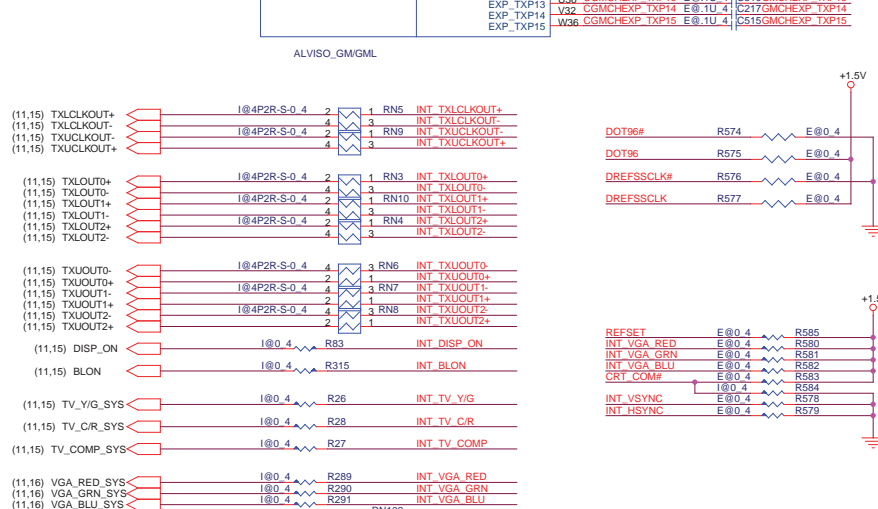 EXP_TXP13
EXP_TXP14 V32 CGMCHEXP_TXP14 E@.1U_4 C217 GMCHEXP_TXP14
EXP_TXP15 W36 CGMCHEXP_TXP15 E@.1U_4 C515 GMCHEXP_TXP15
ALVISO_GM/GML
(11,15) TXLCLKOUT+ I@4P2R-S-0_4 2 1 RN5 INT_TXLCLKOUT+
(11,15) TXLCLKOUT- 4 3 INT_TXLCLKOUT-
(11,15) TXUCLKOUT- I@4P2R-S-0_4 2 1 RN9 INT_TXUCLKOUT-
(11,15) TXUCLKOUT+ 4 3 INT_TXUCLKOUT+
(11,15) TXLOUT0+ I@4P2R-S-0_4 2 1 RN3 INT_TXLOUT0+
(11,15) TXLOUT0- 4 3 INT_TXLOUT0-
(11,15) TXLOUT1+ I@4P2R-S-0_4 2 1 RN10 INT_TXLOUT1+
(11,15) TXLOUT1- 4 3 INT_TXLOUT1-
(11,15) TXLOUT2+ I@4P2R-S-0_4 2 1 RN4 INT_TXLOUT2+
(11,15) TXLOUT2- 4 3 INT_TXLOUT2-
(11,15) TXUOUT0- I@4P2R-S-0_4 4 3 RN6 INT_TXUOUT0-
(11,15) TXUOUT0+ 2 1 INT_TXUOUT0+
(11,15) TXUOUT1- I@4P2R-S-0_4 4 3 RN7 INT_TXUOUT1-
(11,15) TXUOUT1+ 2 1 INT_TXUOUT1+
(11,15) TXUOUT2- I@4P2R-S-0_4 4 3 RN8 INT_TXUOUT2-
(11,15) TXUOUT2+ 2 1 INT_TXUOUT2+
(11,15) DISP_ON I@0_4 R83 INT_DISP_ON
(11,15) BLON I@0_4 R315 INT_BLON
(11,15) TV_Y/G_SYS I@0_4 R26 INT_TV_Y/G
(11,15) TV_C/R_SYS I@0_4 R28 INT_TV_C/R
(11,15) TV_COMP_SYS I@0_4 R27 INT_TV_COMP
(11,16) VGA_RED_SYS I@0_4 R289 INT_VGA_RED
(11,16) VGA_GRN_SYS I@0_4 R290 INT_VGA_GRN
(11,16) VGA_BLU_SYS I@0_4 R291 INT_VGA_BLU
+1.5V
DOT96# R574 E@0_4
DOT96 R575 E@0_4
DREFSSCLK# R576 E@0_4
DREFSSCLK R577 E@0_4
REFSET E@0_4 R585
INT_VGA_RED E@0_4 R580
INT_VGA_GRN E@0_4 R581
INT_VGA_BLU E@0_4 R582
CRT_COM# E@0_4 R583
I@0_4 R584
INT_VSYNC E@0_4 R578
INT_HSYNC E@0_4 R579